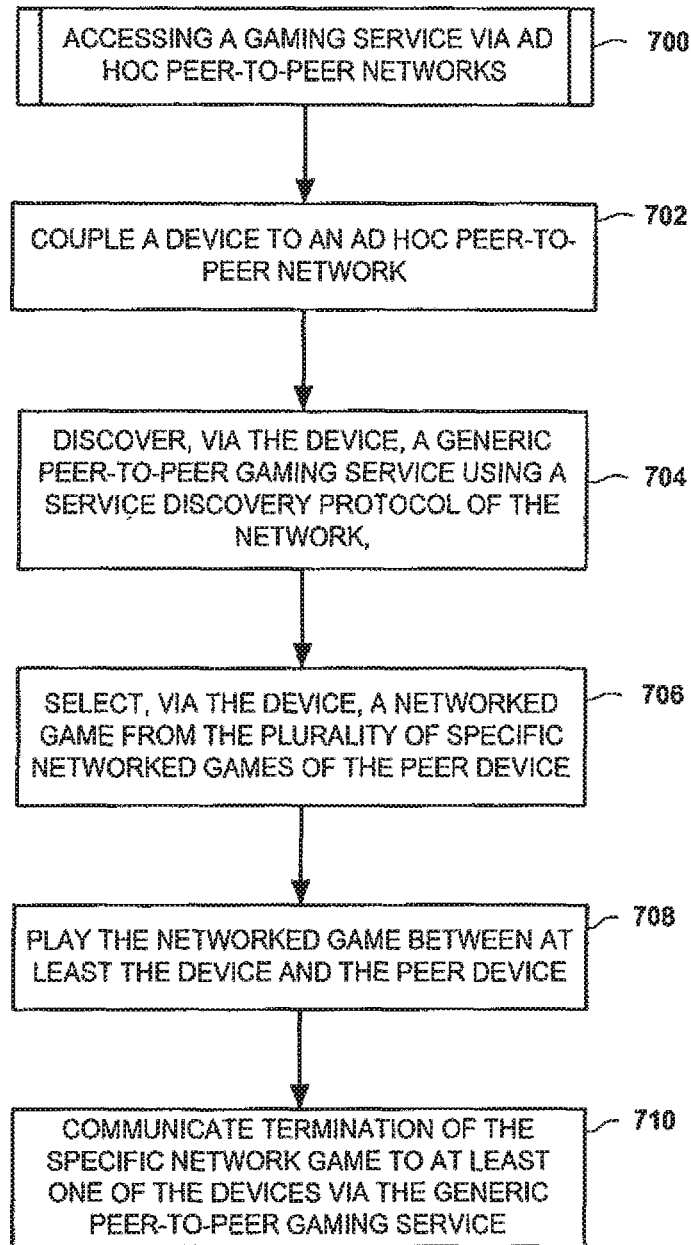 ACCESSING A GAMING SERVICE VIA AD
HOC PEER-TO-PEER NETWORKS
700
COUPLE A DEVICE TO AN AD HOC PEER-TO-
PEER NETWORK
702
DISCOVER, VIA THE DEVICE, A GENERIC
PEER-TO-PEER GAMING SERVICE USING A
SERVICE DISCOVERY PROTOCOL OF THE
NETWORK,
704
SELECT, VIA THE DEVICE, A NETWORKED
GAME FROM THE PLURALITY OF SPECIFIC
NETWORKED GAMES OF THE PEER DEVICE
706
PLAY THE NETWORKED GAME BETWEEN AT
LEAST THE DEVICE AND THE PEER DEVICE
708
COMMUNICATE TERMINATION OF THE
SPECIFIC NETWORK GAME TO AT LEAST
ONE OF THE DEVICES VIA THE GENERIC
PEER-TO-PEER GAMING SERVICE
710